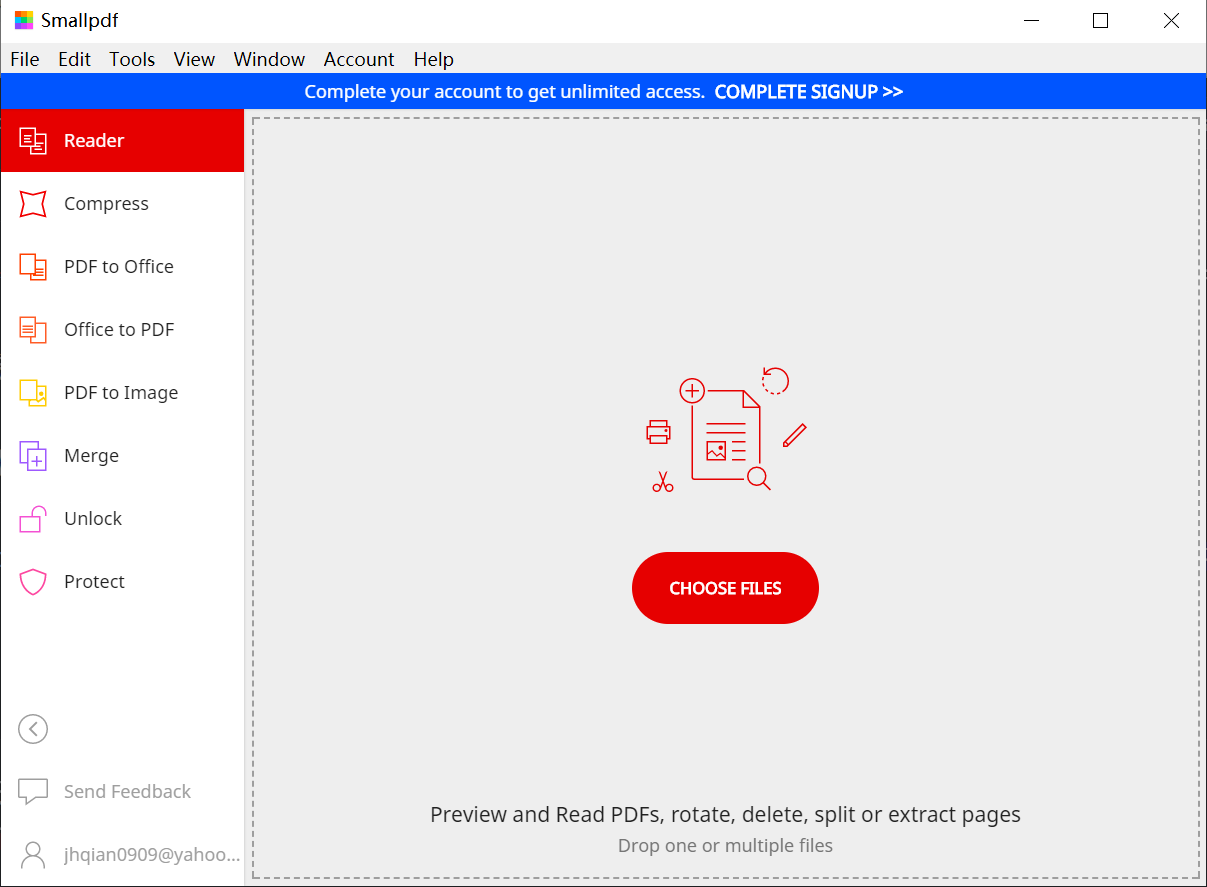 Smallpdf
File Edit Tools View Window Account Help
Complete your account to get unlimited access. COMPLETE SIGNUP >>
Reader
Compress
PDF to Office
Office to PDF
PDF to Image
Merge
Unlock
Protect
Send Feedback
jhqian0909@yahoo...
CHOOSE FILES
Preview and Read PDFs, rotate, delete, split or extract pages
Drop one or multiple files